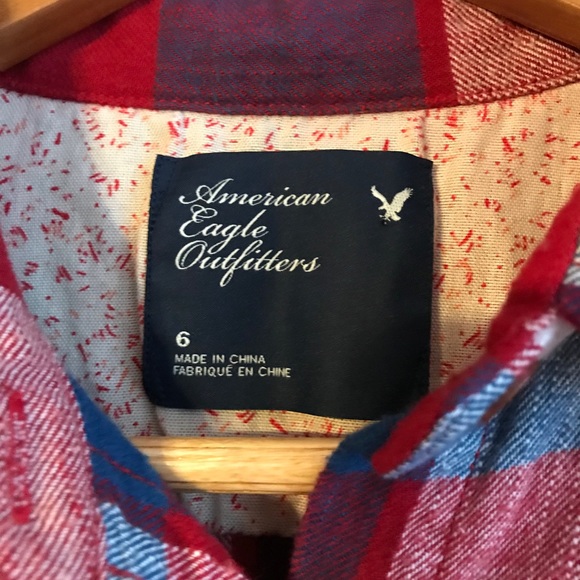 American
Eagle
Outfitters
6
MADE IN CHINA
FABRIQUÉ EN CHINE